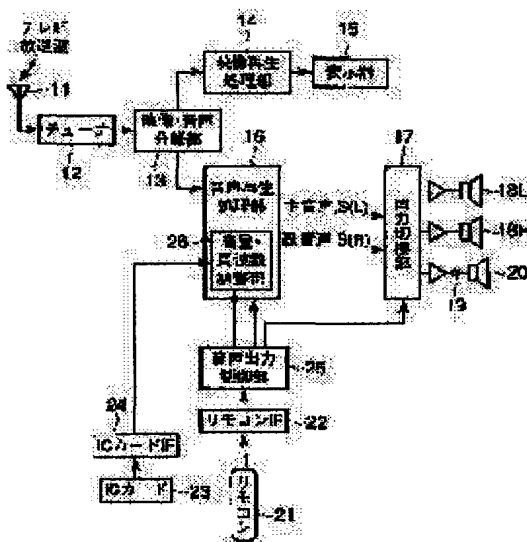 テレビ
放送電波
11
チューナ
12
映像・音声
分離部
13
14
映像再生
処理部
15
表示部
16
音声再生
処理部
26
音量・
周波数
調整部
主音声,S(L)
副音声 S(R)
17
出力切換部
18L
18R
19
20
音声出力
制御部
25
リモコンIF
22
24
ICカードIF
ICカード
23
リモコン
21